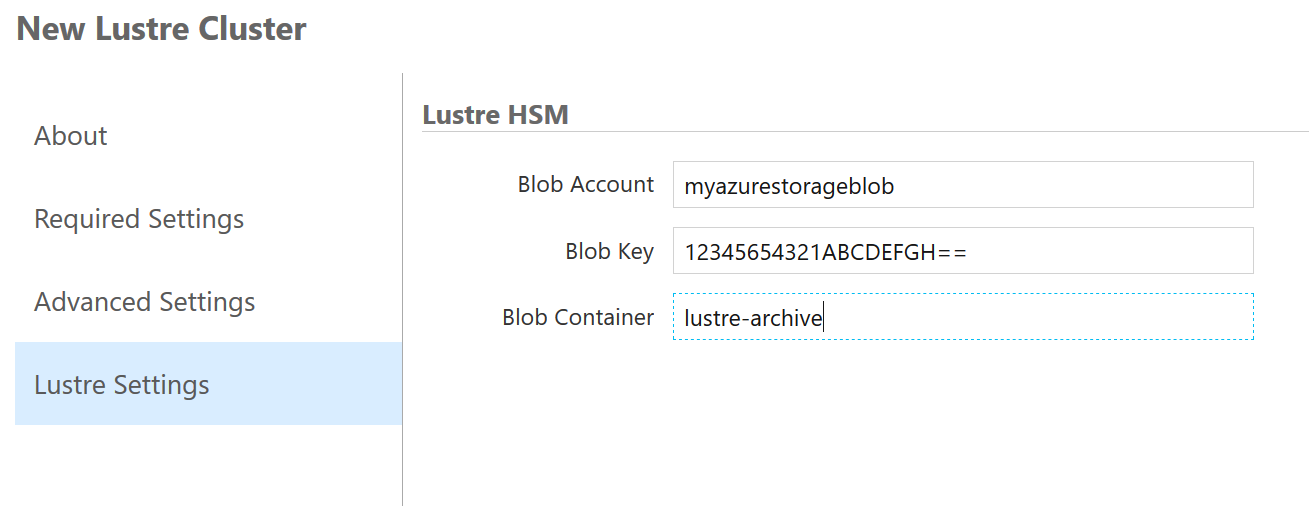 New Lustre Cluster
About
Required Settings
Advanced Settings
Lustre Settings
Lustre HSM
Blob Account myazurestorageblob
Blob Key 12345654321ABCDEFGH==
Blob Container lustre-archive